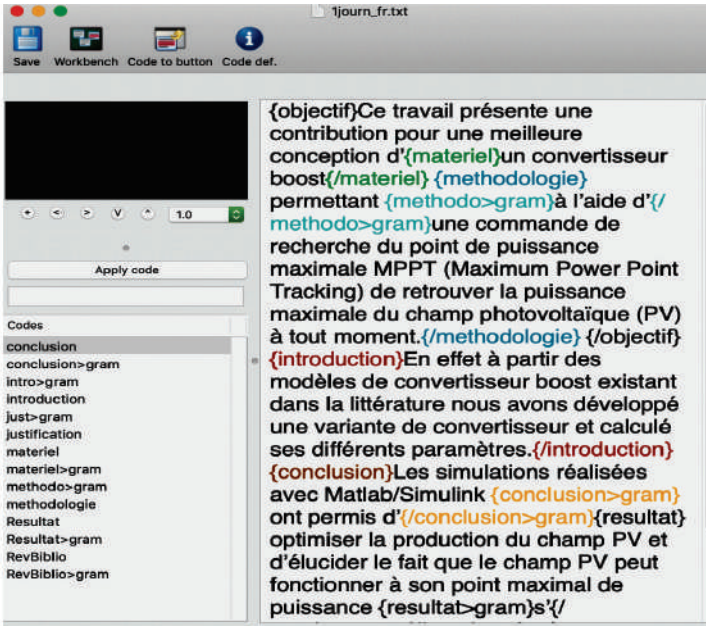 1journ_fr.txt
Save Workbench Code to button Code def.
+ < > V ^ 1.0
Apply code
Codes
conclusion
conclusion>gram
intro>gram
introduction
just>gram
justification
materiel
materiel>gram
methodo>gram
methodologie
Resultat
Resultat>gram
RevBiblio
RevBiblio>gram
{objectif}Ce travail présente une
contribution pour une meilleure
conception d'{materiel}un convertisseur
boost{/materiel} {methodologie}
permettant {methodo>gram}à l'aide d'{/
methodo>gram}une commande de
recherche du point de puissance
maximale MPPT (Maximum Power Point
Tracking) de retrouver la puissance
maximale du champ photovoltaïque (PV)
à tout moment.{/methodologie} {/objectif}
{introduction}En effet à partir des
modèles de convertisseur boost existant
dans la littérature nous avons développé
une variante de convertisseur et calculé
ses différents paramètres.{/introduction}
{conclusion}Les simulations réalisées
avec Matlab/Simulink {conclusion>gram}
ont permis d'{/conclusion>gram}{resultat}
optimiser la production du champ PV et
d'élucider le fait que le champ PV peut
fonctionner à son point maximal de
puissance {resultat>gram}s'{/